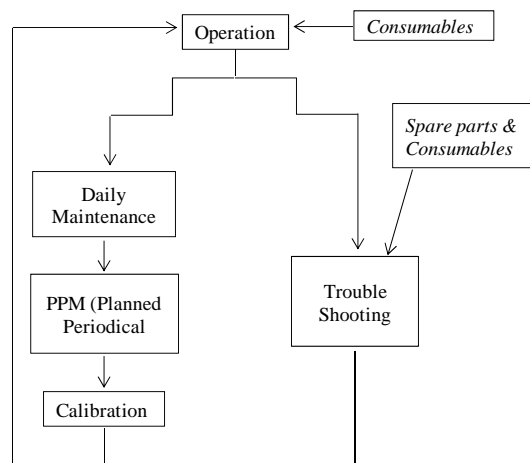 Operation
Consumables
Spare parts &
Consumables
Daily
Maintenance
PPM (Planned
Periodical
Trouble
Shooting
Calibration